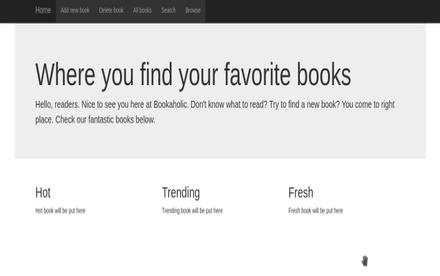 Home Add new book Delete book All books Search Browse
Where you find your favorite books
Hello, readers. Nice to see you here at Bookaholic. Don't know what to read? Try to find a new book? You come to right
place. Check our fantastic books below.
Hot Trending Fresh
Hot book will be put here Trending book will be put here Fresh book will be put here